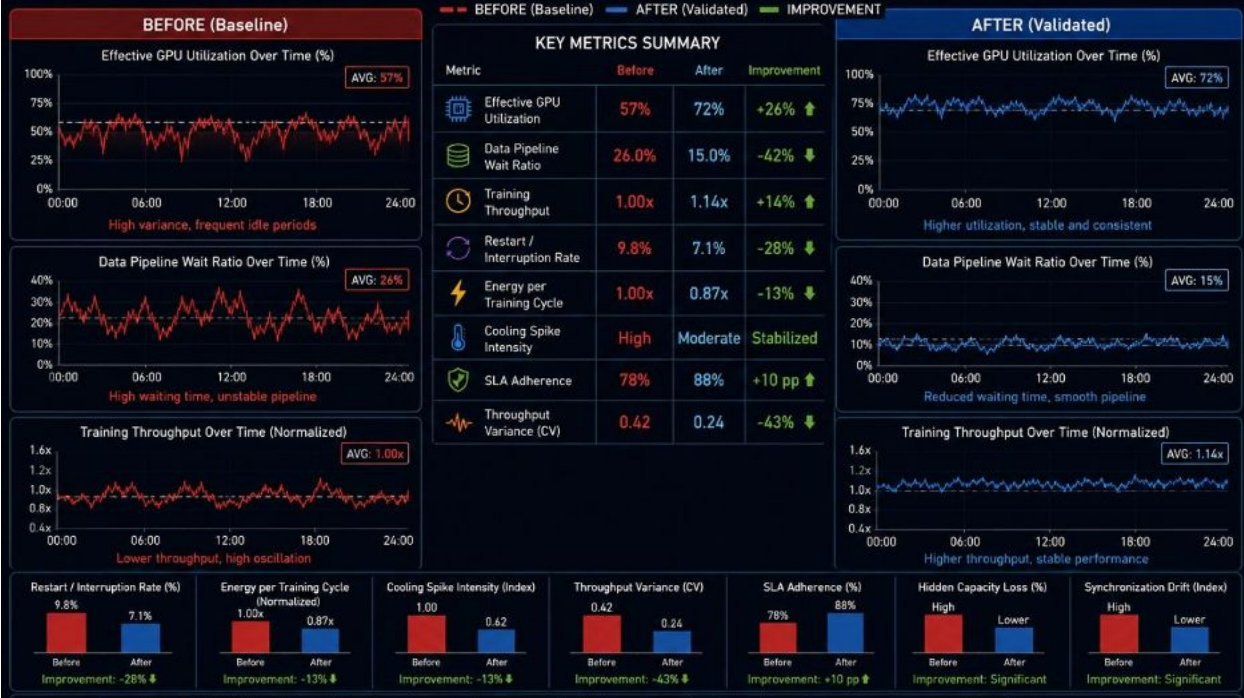 BEFORE (Baseline) AFTER (Validated) IMPROVEMENT
BEFORE (Baseline)
Effective GPU Utilization Over Time (%)
AVG: 57%
100%
75%
50%
25%
0%
00:00 06:00 12:00 18:00 24:00
High variance, frequent idle periods
Data Pipeline Wait Ratio Over Time (%)
AVG: 26%
40%
30%
20%
10%
0%
00:00 06:00 12:00 18:00 24:00
High waiting time, unstable pipeline
Training Throughput Over Time (Normalized)
AVG: 1.00x
1.6x
1.2x
1.0x
0.8x
0.4x
00:00 06:00 12:00 18:00 24:00
Lower throughput, high oscillation
KEY METRICS SUMMARY
Metric Before After Improvement
Effective GPU
Utilization
57% 72% +26%
Data Pipeline
Wait Ratio
26.0% 15.0% -42%
Training
Throughput
1.00x 1.14x +14%
Restart /
Interruption Rate
9.8% 7.1% -28%
Energy per
Training Cycle
1.00x 0.87x -13%
Cooling Spike
Intensity
High Moderate Stabilized
SLA Adherence 78% 88% +10 pp
Throughput
Variance (CV)
0.42 0.24 -43%
AFTER (Validated)
Effective GPU Utilization Over Time (%)
AVG: 72%
100%
75%
50%
25%
0%
00:00 06:00 12:00 18:00 24:00
Higher utilization, stable and consistent
Data Pipeline Wait Ratio Over Time (%)
AVG: 15%
40%
30%
20%
10%
0%
00:00 06:00 12:00 18:00 24:00
Reduced waiting time, smooth pipeline
Training Throughput Over Time (Normalized)
AVG: 1.14x
1.6x
1.2x
1.0x
0.8x
0.4x
00:00 06:00 12:00 18:00 24:00
Higher throughput, stable performance
Restart / Interruption Rate (%)
9.8% 7.1%
Before After
Improvement: -28%
Energy per Training Cycle
(Normalized)
1.00x 0.87x
Before After
Improvement: -13%
Cooling Spike Intensity (Index)
1.00 0.62
Before After
Improvement: -13%
Throughput Variance (CV)
0.42 0.24
Before After
Improvement: -43%
SLA Adherence (%)
78% 88%
Before After
Improvement: +10 pp
Hidden Capacity Loss (%)
High Lower
Before After
Improvement: Significant
Synchronization Drift (Index)
High Lower
Before After
Improvement: Significant